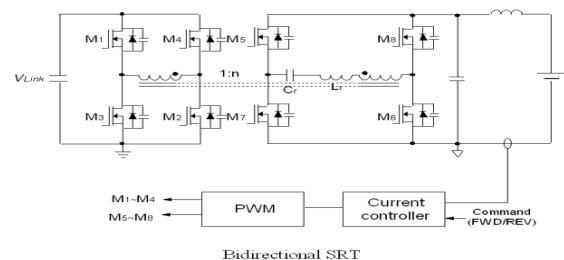 M1 M4 M5 M8
1:n
VLink
Cr Lr
M3 M2 M7 M6
M1~M4
M5~M8
PWM
Current
controller
Command
(FWD/REV)
Bidirectional SRT